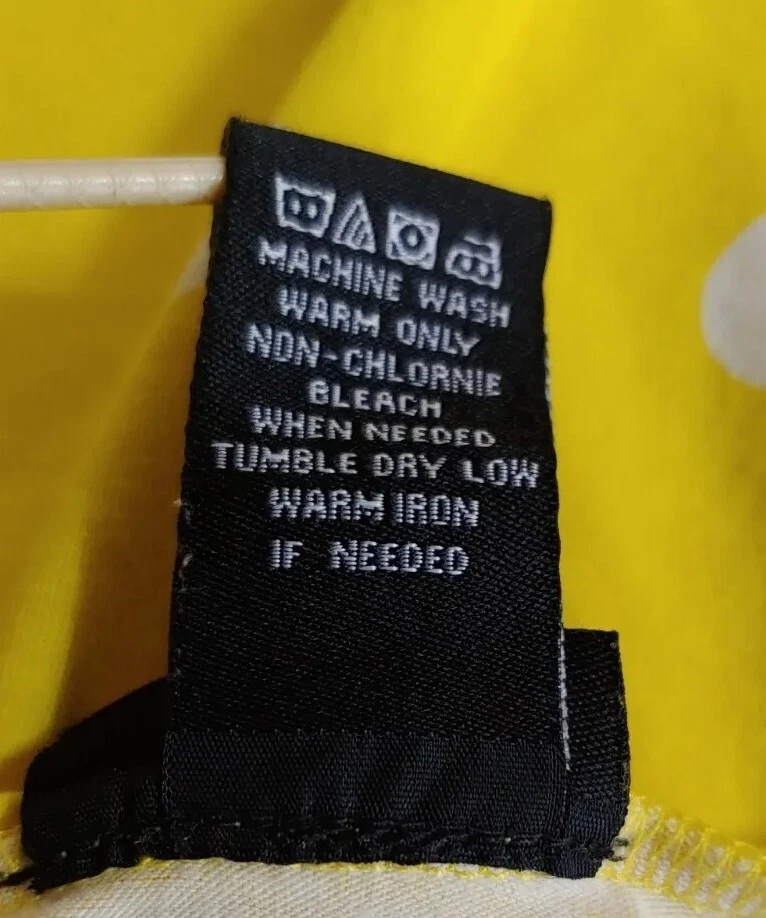 MACHINE WASH
WARM ONLY
NON-CHLORNIE
BLEACH
WHEN NEEDED
TUMBLE DRY LOW
WARM IRON
IF NEEDED